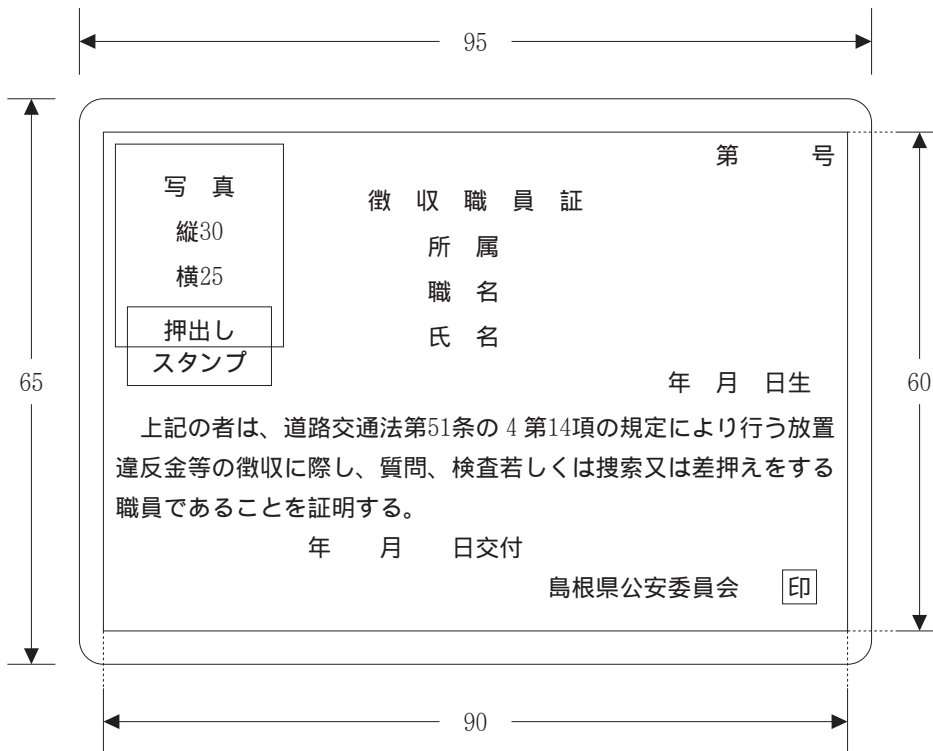 95
第　　号
写　真
縦30
横25
押出し
スタンプ
徴　収　職　員　証
所　属
職　名
氏　名
年　月　日生
65
60
　上記の者は、道路交通法第51条の４第14項の規定により行う放置
違反金等の徴収に際し、質問、検査若しくは捜索又は差押えをする
職員であることを証明する。
年　　月　　日交付
島根県公安委員会　印
90